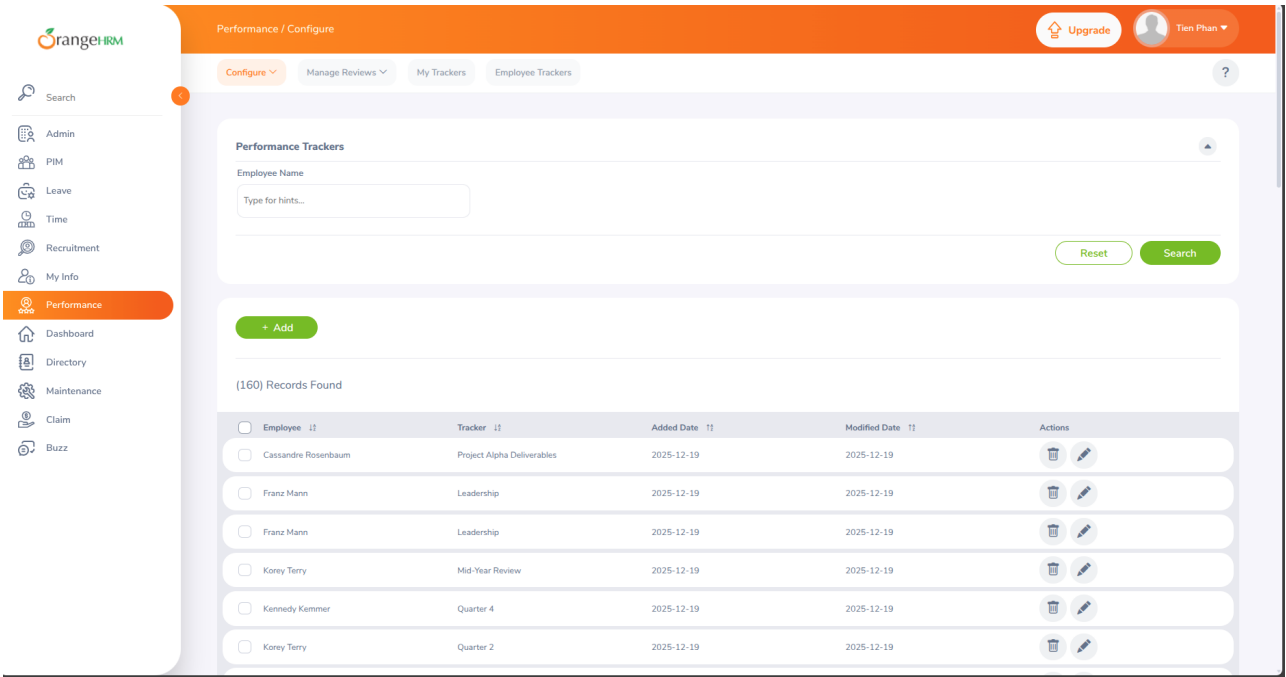 OrangeHRM
Performance / Configure
Upgrade
Tien Phan
Configure
Manage Reviews
My Trackers
Employee Trackers
?
Search
Admin
PIM
Leave
Time
Recruitment
My Info
Performance
Dashboard
Directory
Maintenance
Claim
Buzz
Performance Trackers
Employee Name
Type for hints...
Reset
Search
+ Add
(160) Records Found
Employee Tracker Added Date Modified Date Actions
Cassandre Rosenbaum Project Alpha Deliverables 2025-12-19 2025-12-19
Franz Mann Leadership 2025-12-19 2025-12-19
Franz Mann Leadership 2025-12-19 2025-12-19
Korey Terry Mid-Year Review 2025-12-19 2025-12-19
Kennedy Kemmer Quarter 4 2025-12-19 2025-12-19
Korey Terry Quarter 2 2025-12-19 2025-12-19